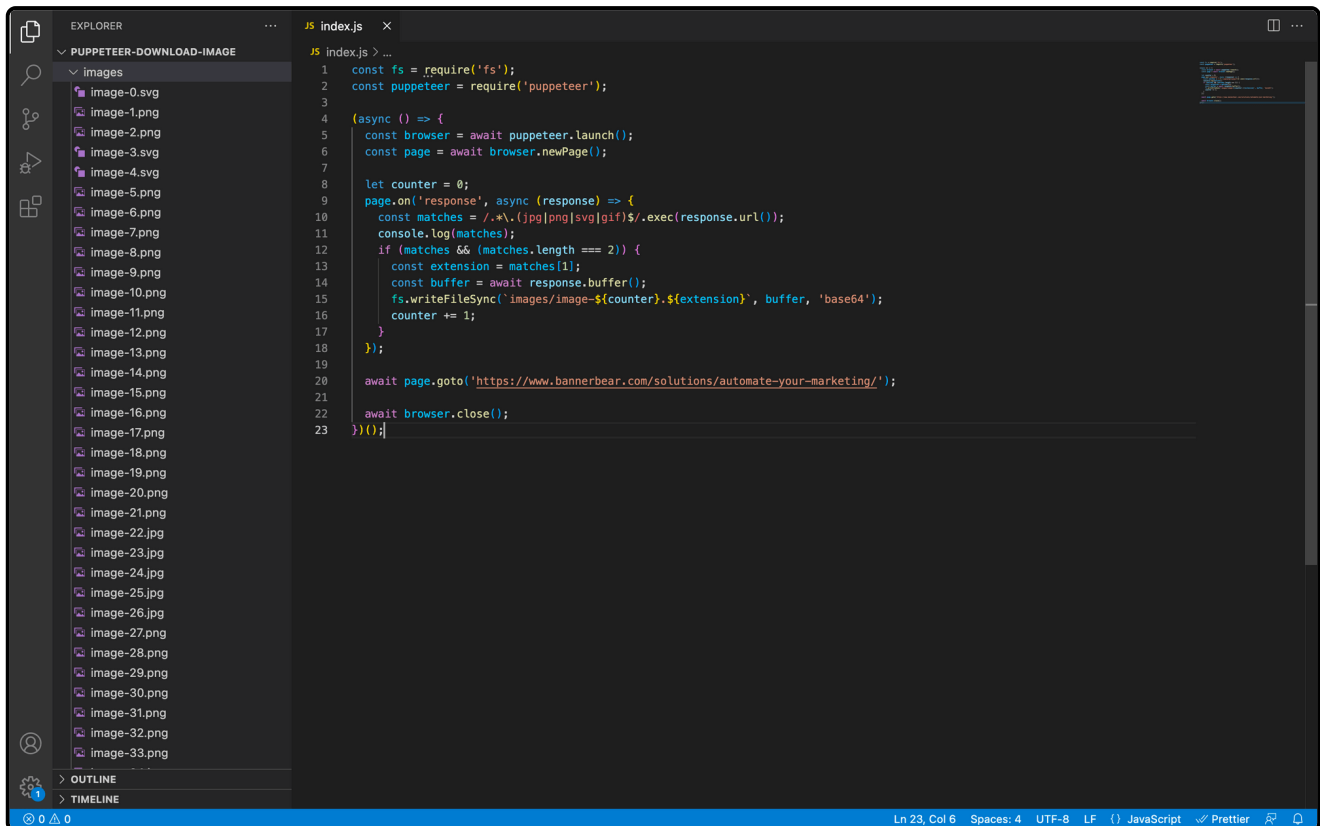 EXPLORER
PUPPETEER-DOWNLOAD-IMAGE
images
image-0.svg
image-1.png
image-2.png
image-3.svg
image-4.svg
image-5.png
image-6.png
image-7.png
image-8.png
image-9.png
image-10.png
image-11.png
image-12.png
image-13.png
image-14.png
image-15.png
image-16.png
image-17.png
image-18.png
image-19.png
image-20.png
image-21.png
image-22.jpg
image-23.jpg
image-24.jpg
image-25.jpg
image-26.jpg
image-27.png
image-28.png
image-29.png
image-30.png
image-31.png
image-32.png
image-33.png
OUTLINE
TIMELINE
JS index.js
JS index.js > ...
1 const fs = require('fs');
2 const puppeteer = require('puppeteer');
3
4 (async () => {
5 const browser = await puppeteer.launch();
6 const page = await browser.newPage();
7
8 let counter = 0;
9 page.on('response', async (response) => {
10 const matches = /.*\.(jpg|png|svg|gif)$/.exec(response.url());
11 console.log(matches);
12 if (matches && (matches.length === 2)) {
13 const extension = matches[1];
14 const buffer = await response.buffer();
15 fs.writeFileSync(`images/image-${counter}.${extension}`, buffer, 'base64');
16 counter += 1;
17 }
18 });
19
20 await page.goto('https://www.bannerbear.com/solutions/automate-your-marketing/');
21
22 await browser.close();
23 })();
1
0 0
Ln 23, Col 6 Spaces: 4 UTF-8 LF {} JavaScript Prettier